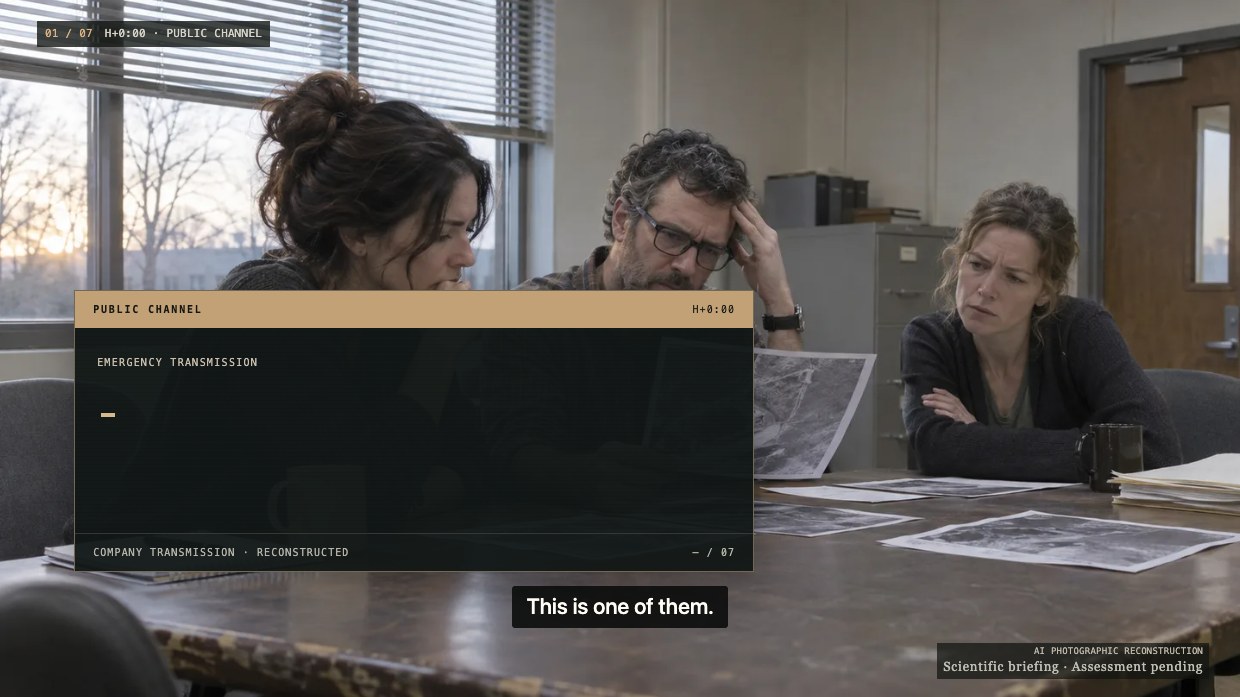 01 / 07 H+0:00 · PUBLIC CHANNEL
PUBLIC CHANNEL H+0:00
EMERGENCY TRANSMISSION
COMPANY TRANSMISSION · RECONSTRUCTED — / 07
This is one of them.
AI PHOTOGRAPHIC RECONSTRUCTION
Scientific briefing · Assessment pending